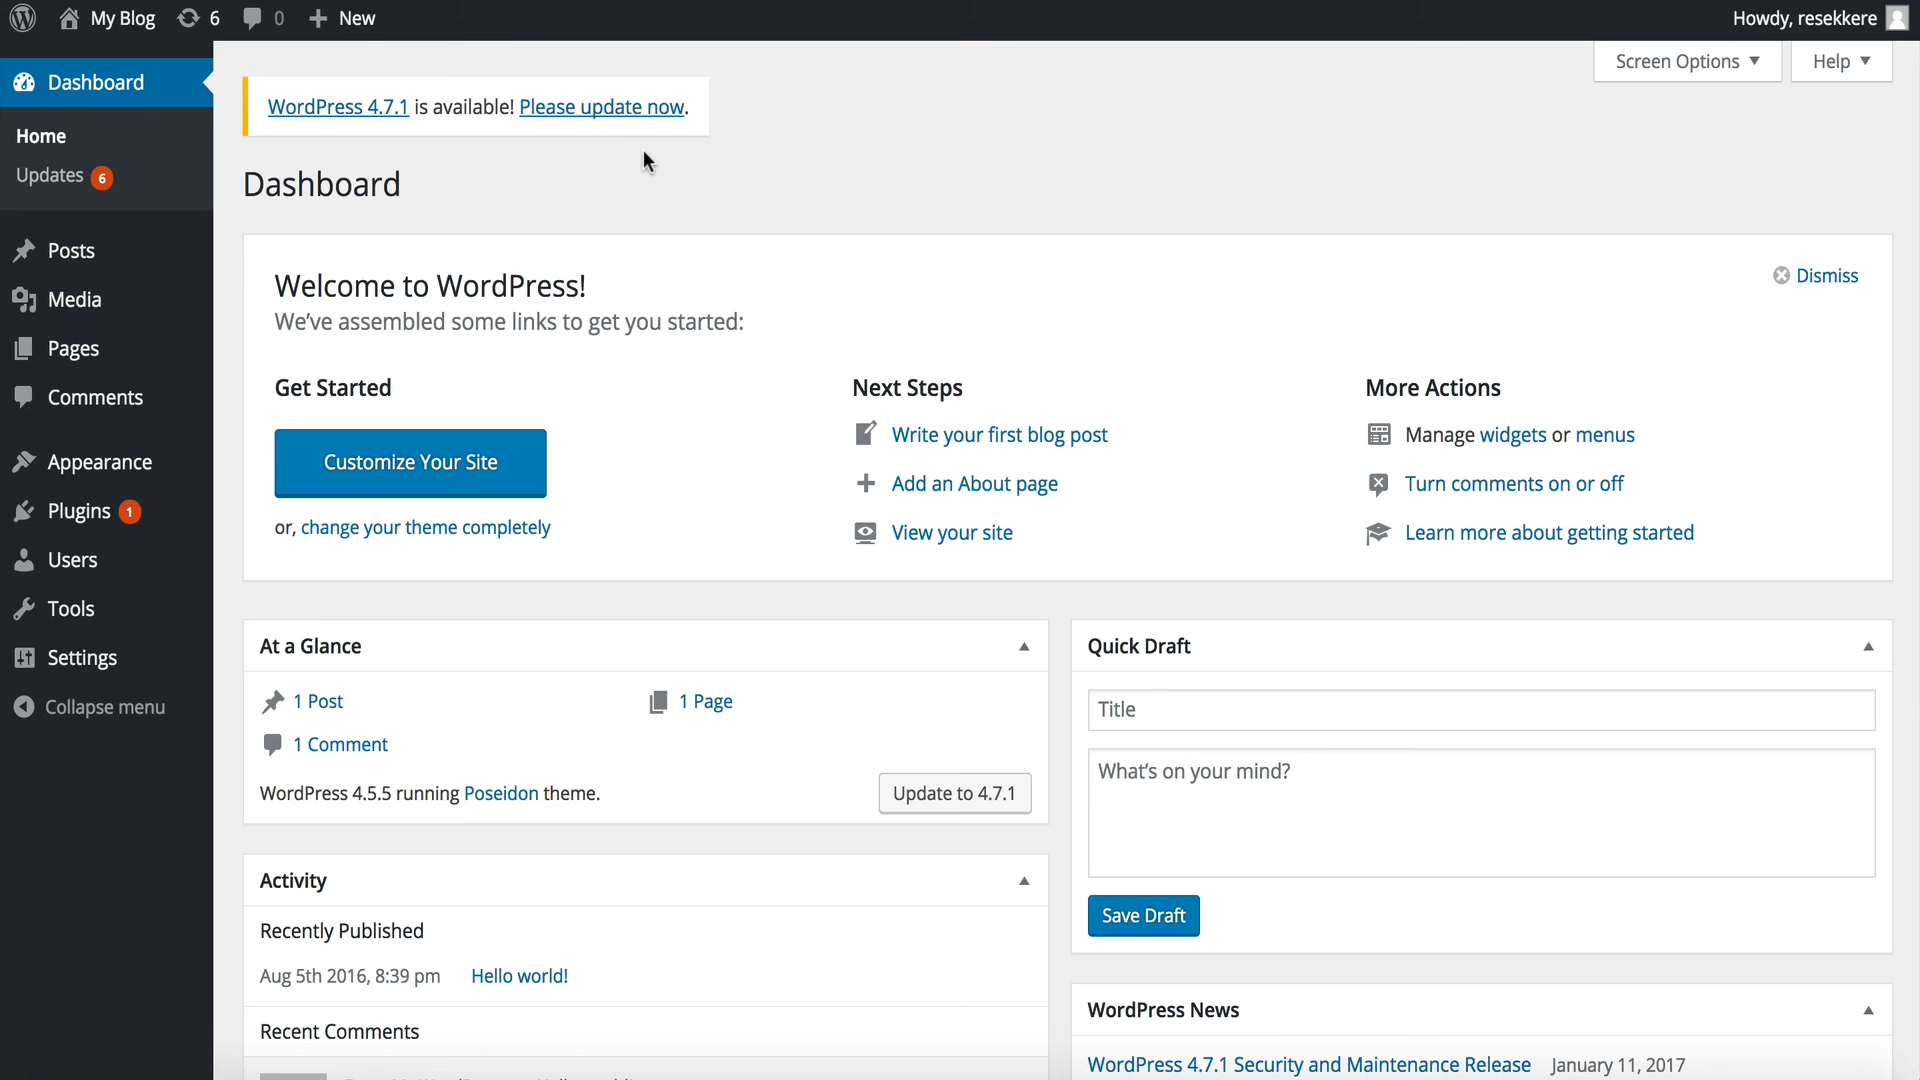 My Blog 6 0 New Howdy, resekkere
Screen Options Help
Dashboard
Home
Updates 6
Posts
Media
Pages
Comments
Appearance
Plugins 1
Users
Tools
Settings
Collapse menu
WordPress 4.7.1 is available! Please update now.
Dashboard
Welcome to WordPress!
Dismiss
We've assembled some links to get you started:
Get Started
Customize Your Site
or, change your theme completely
Next Steps
Write your first blog post
Add an About page
View your site
More Actions
Manage widgets or menus
Turn comments on or off
Learn more about getting started
At a Glance
1 Post 1 Page
1 Comment
WordPress 4.5.5 running Poseidon theme. Update to 4.7.1
Activity
Recently Published
Aug 5th 2016, 8:39 pm Hello world!
Recent Comments
Quick Draft
Title
What's on your mind?
Save Draft
WordPress News
WordPress 4.7.1 Security and Maintenance Release January 11, 2017